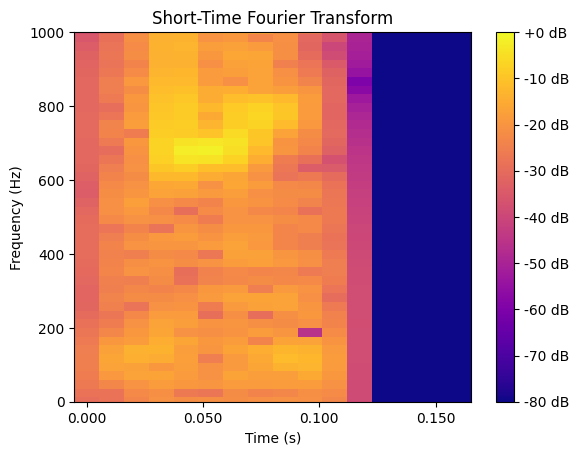 Short-Time Fourier Transform
1000
800
600
400
200
0
Frequency (Hz)
0.000
0.050
0.100
0.150
Time (s)
+0 dB
-10 dB
-20 dB
-30 dB
-40 dB
-50 dB
-60 dB
-70 dB
-80 dB